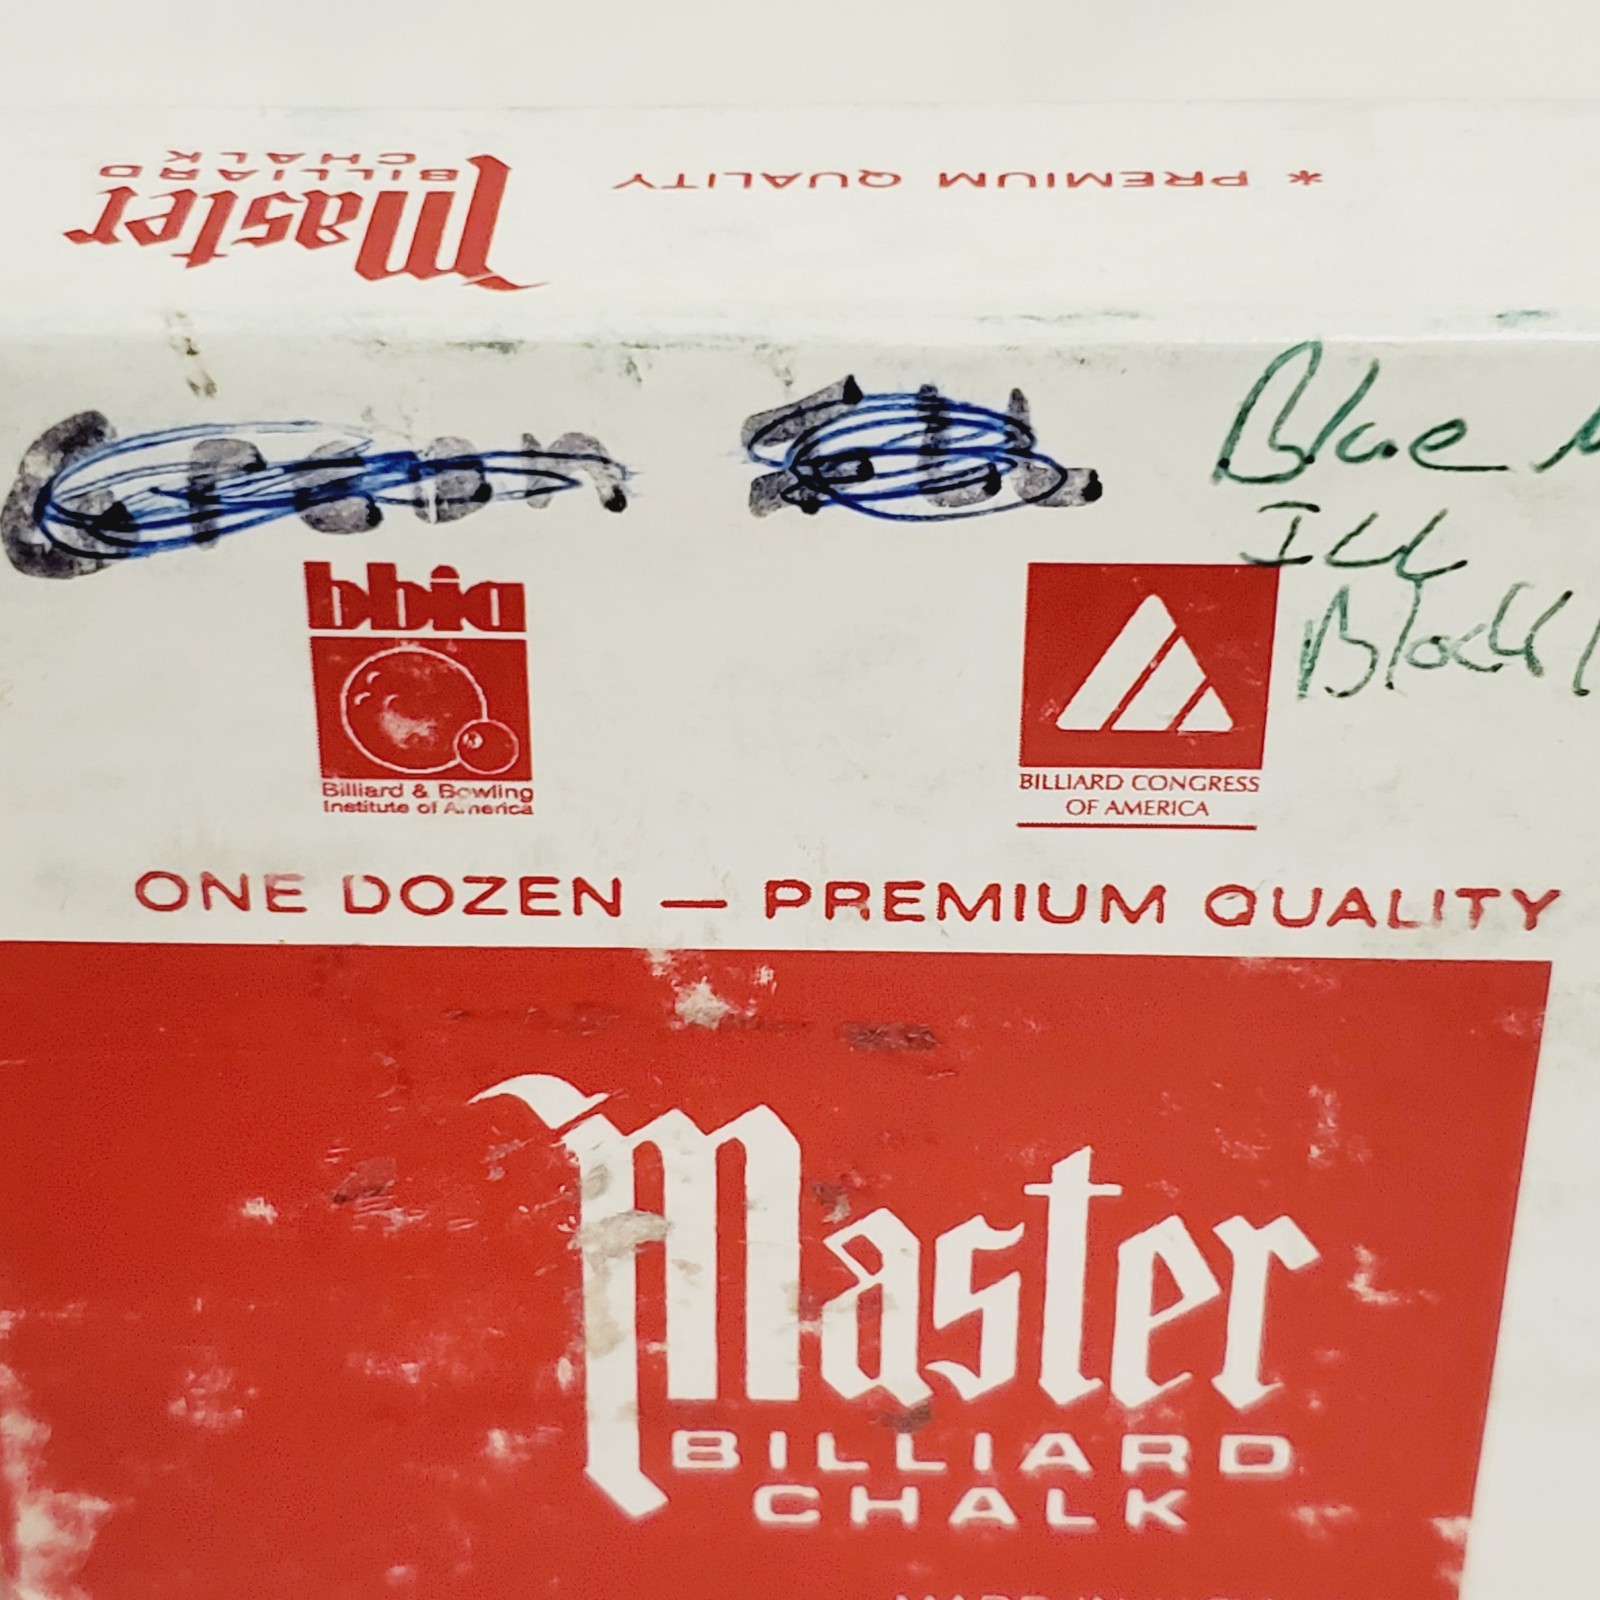 * PREMIUM QUALITY
Master
BILLIARD
CHALK
Blue
Ill
bbia
Billiard & Bowling
Institute of America
BILLIARD CONGRESS
OF AMERICA
ONE DOZEN — PREMIUM QUALITY
Master
BILLIARD
CHALK